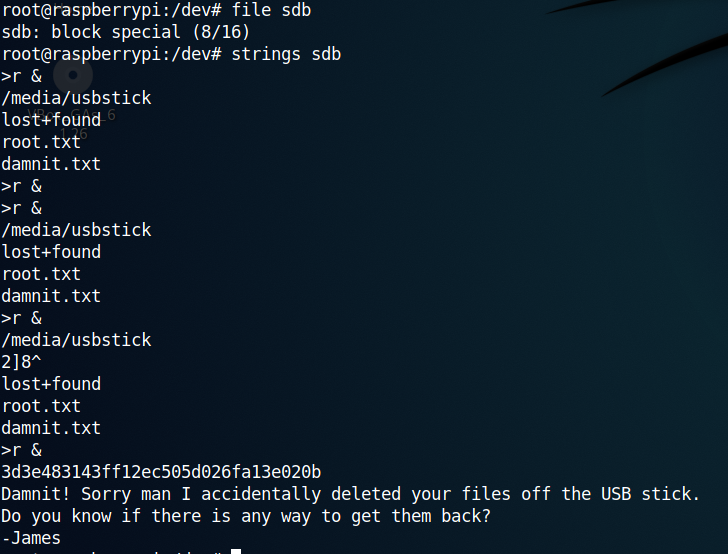 root@raspberrypi:/dev# file sdb
sdb: block special (8/16)
root@raspberrypi:/dev# strings sdb
>r &
/media/usbstick
lost+found
root.txt
damnit.txt
>r &
>r &
/media/usbstick
lost+found
root.txt
damnit.txt
>r &
/media/usbstick
2]8^
lost+found
root.txt
damnit.txt
>r &
3d3e483143ff12ec505d026fa13e020b
Damnit! Sorry man I accidentally deleted your files off the USB stick.
Do you know if there is any way to get them back?
-James